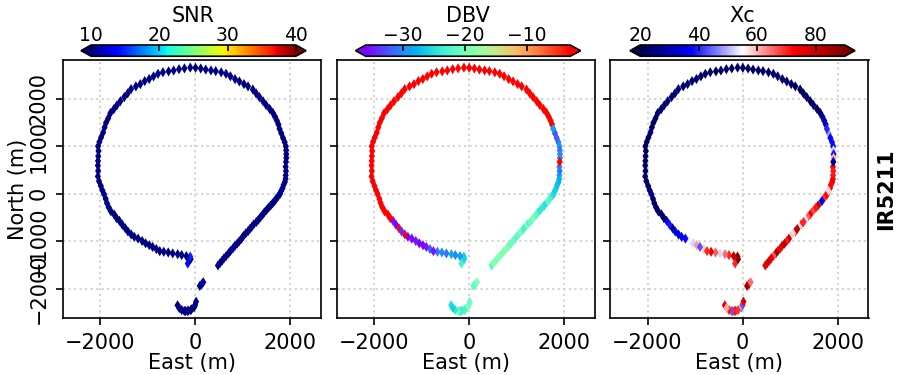 SNR
DBV
Xc
10 20 30 40
−30 −20 −10
20 40 60 80
North (m)
2000
1000
0
−1000
−2000
−2000 0 2000
−2000 0 2000
−2000 0 2000
East (m)
East (m)
East (m)
IR5211